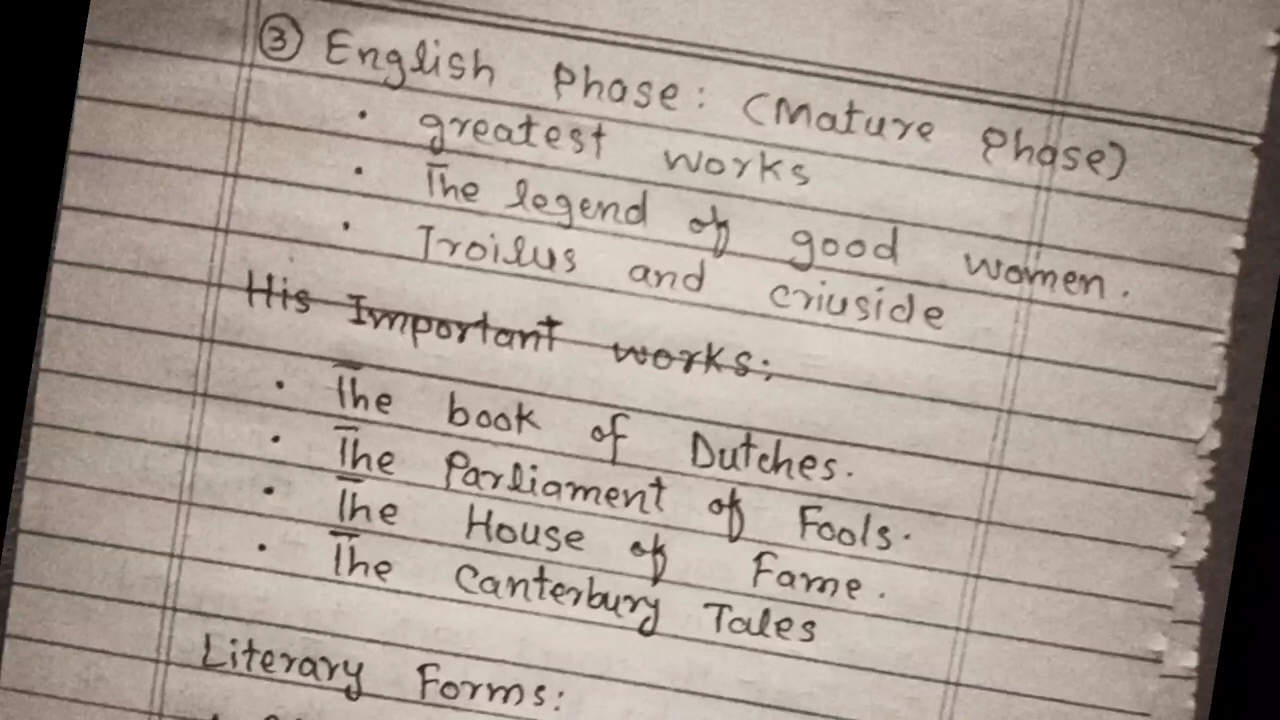 ③ English Phase: (Mature Phase)
· greatest works
· The legend of good women.
· Troilus and criuside
His Important works:
· The book of Dutches.
· The Parliament of Fools.
· The House of Fame.
· The Canterbury Tales
Literary Forms: